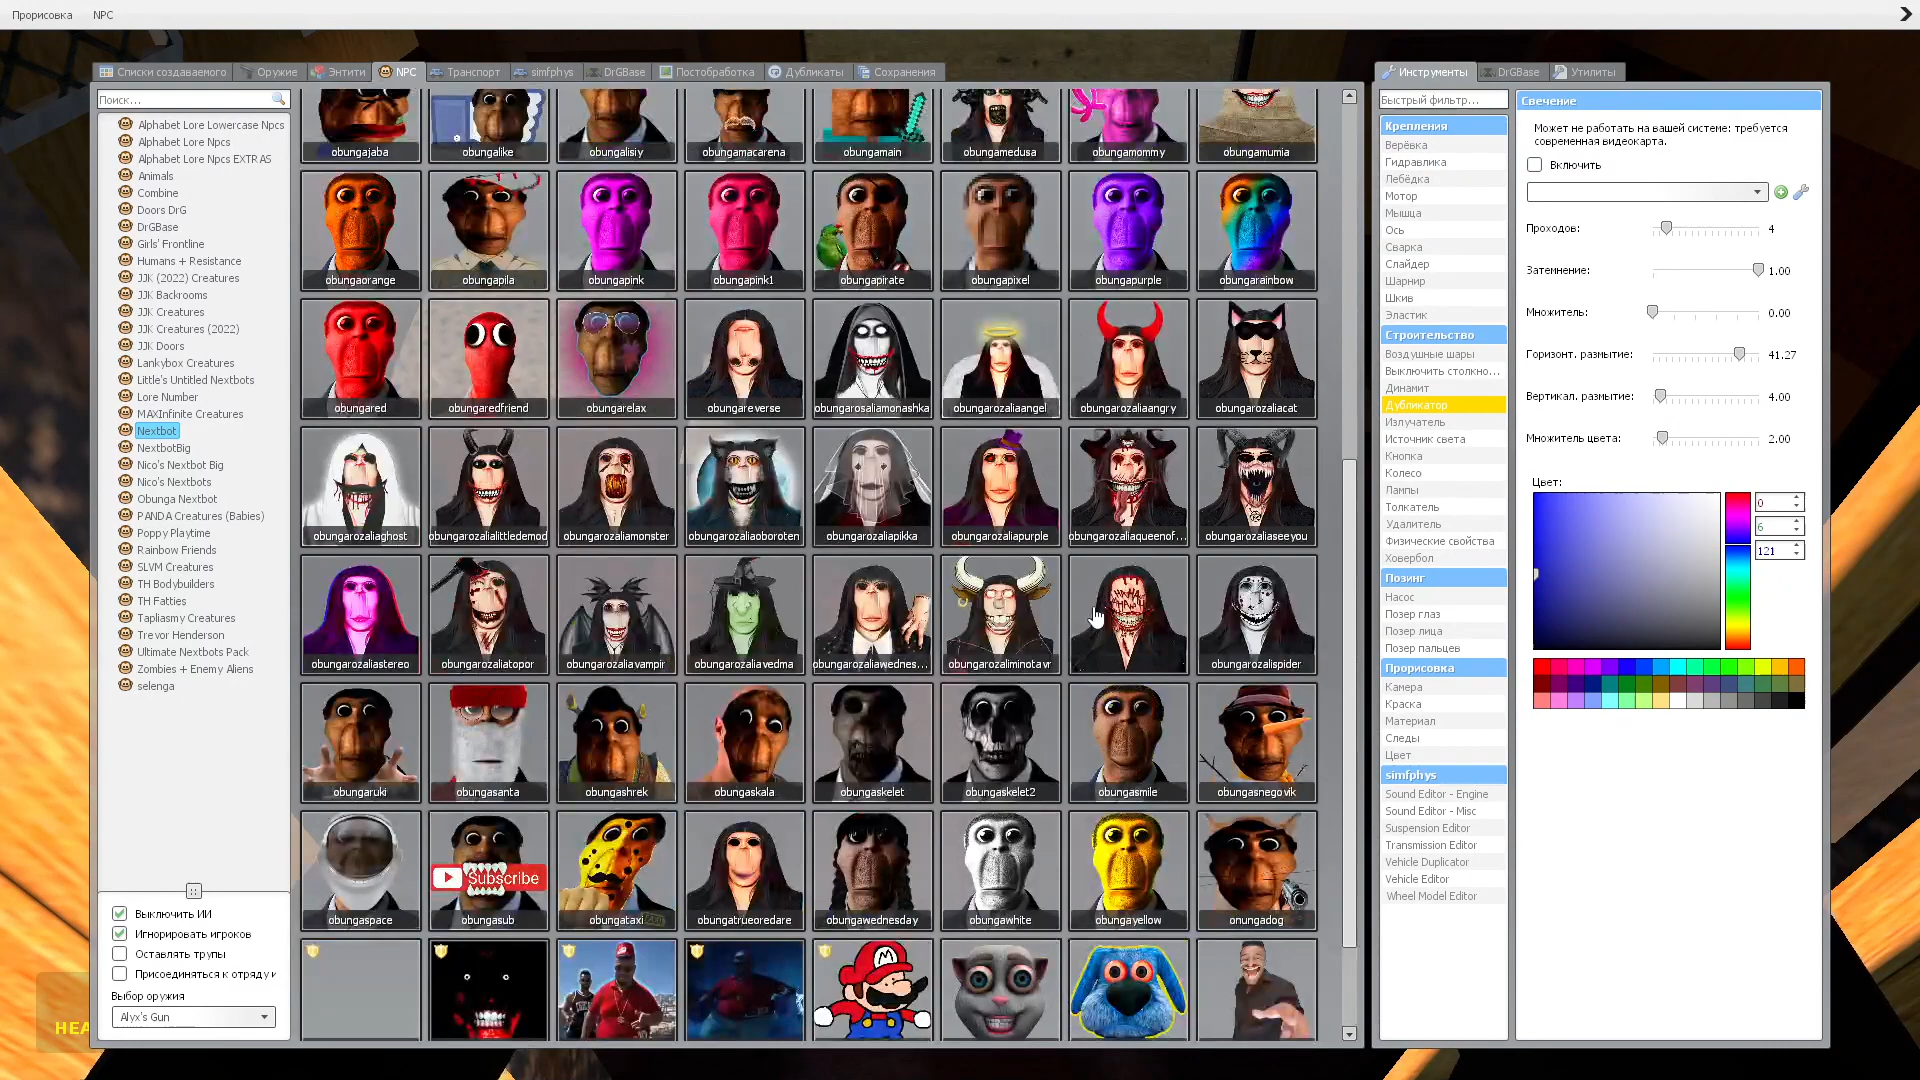 Прорисовка NPC
Списки создаваемого Оружие Энтити NPC Транспорт simfphys DrGBase Постобработка Дубликаты Сохранения
Поиск...
Alphabet Lore Lowercase Npcs
Alphabet Lore Npcs
Alphabet Lore Npcs EXTRAS
Animals
Combine
Doors DrG
DrGBase
Girls' Frontline
Humans + Resistance
JJK (2022) Creatures
JJK Backrooms
JJK Creatures
JJK Creatures (2022)
JJK Doors
Lankybox Creatures
Little's Untitled Nextbots
Lore Number
MAXInfinite Creatures
Nextbot
NextbotBig
Nico's Nextbot Big
Nico's Nextbots
Obunga Nextbot
PANDA Creatures (Babies)
Poppy Playtime
Rainbow Friends
SLVM Creatures
TH Bodybuilders
TH Fatties
Tapliasmy Creatures
Trevor Henderson
Ultimate Nextbots Pack
Zombies + Enemy Aliens
selenga
Выключить ИИ
Игнорировать игроков
Оставлять трупы
Присоединяться к отряду и
Выбор оружия
Alyx's Gun
HEA
obungajaba obungalike obungalisiy obungamacarena obungamain obungamedusa obungamommy obungamumia
obungaorange obungapila obungapink obungapink1 obungapirate obungapixel obungapurple obungarainbow
obungared obungaredfriend obungarelax obungareverse obungarosaliamonashka obungarozaliaangel obungarozaliaangry obungarozaliacat
obungarozaliaghost obungarozalialittledemod obungarozaliamonster obungarozaliaoboroten obungarozaliapikka obungarozaliapurple obungarozaliaqueenof... obungarozaliaseeyou
obungarozaliastereo obungarozaliatopor obungarozaliavampir obungarozaliavedma obungarozaliawednes... obungarozaliminotavr obungarozalispider
obungaruki obungasanta obungashrek obungaskala obungaskelet obungaskelet2 obungasmile obungasnegovik
Subscribe
obungaspace obungasub obungataxi obungatrueoredare obungawednesday obungawhite obungayellow onungadog
Инструменты DrGBase Утилиты
Быстрый фильтр...
Крепления
Верёвка
Гидравлика
Лебёдка
Мотор
Мышца
Ось
Сварка
Слайдер
Шарнир
Шкив
Эластик
Строительство
Воздушные шары
Выключить столкно...
Динамит
Дубликатор
Излучатель
Источник света
Кнопка
Колесо
Лампы
Толкатель
Удалитель
Физические свойства
Ховербол
Позинг
Насос
Позер глаз
Позер лица
Позер пальцев
Прорисовка
Камера
Краска
Материал
Следы
Цвет
simfphys
Sound Editor - Engine
Sound Editor - Misc
Suspension Editor
Transmission Editor
Vehicle Duplicator
Vehicle Editor
Wheel Model Editor
Свечение
Может не работать на вашей системе: требуется
современная видеокарта.
Включить
Проходов: 4
Затемнение: 1.00
Множитель: 0.00
Горизонт. размытие: 41.27
Вертикал. размытие: 4.00
Множитель цвета: 2.00
Цвет:
0
6
121